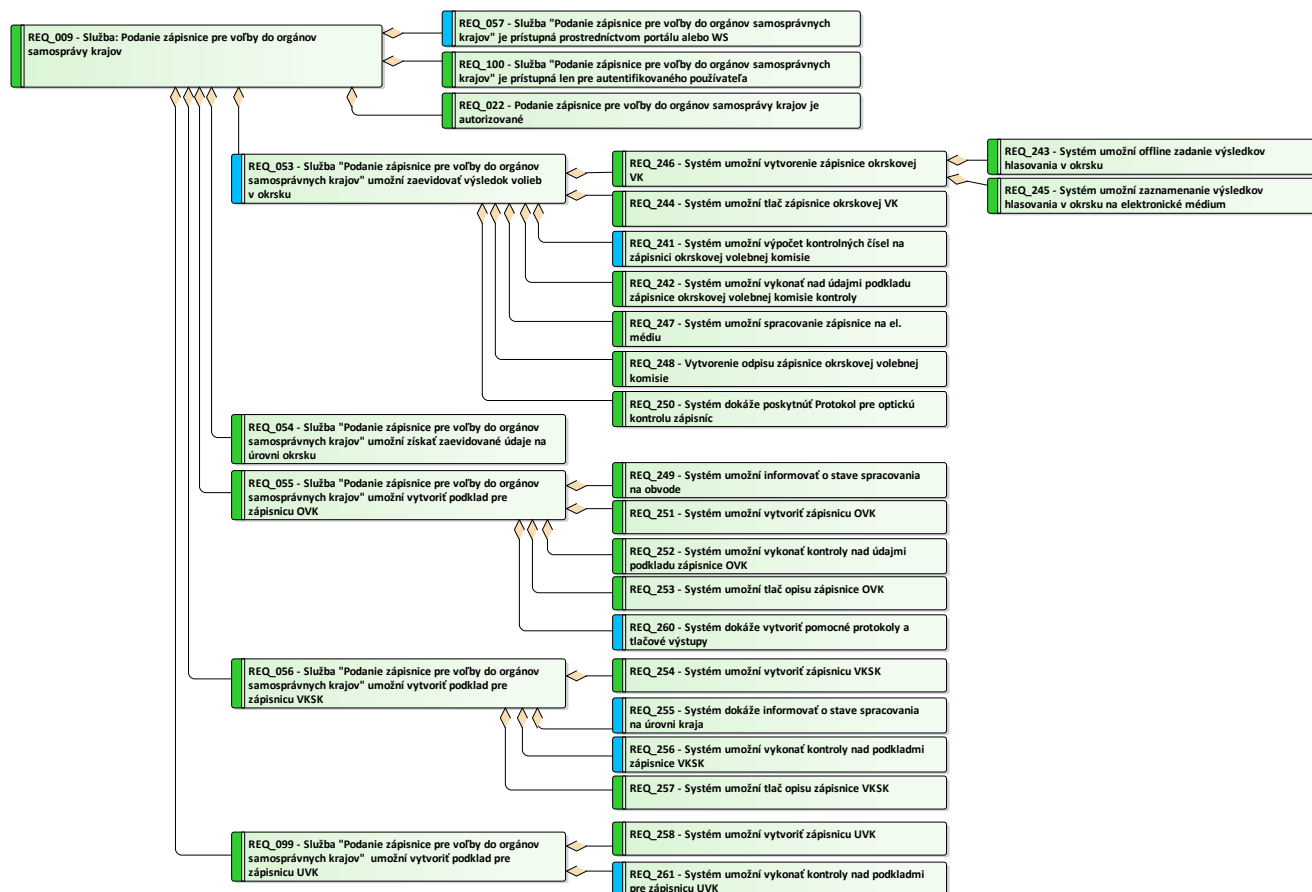 REQ_009 - Služba: Podanie zápisnice pre voľby do orgánov
samosprávy krajov
REQ_057 - Služba "Podanie zápisnice pre voľby do orgánov samosprávnych
krajov" je prístupná prostredníctvom portálu alebo WS
REQ_100 - Služba "Podanie zápisnice pre voľby do orgánov samosprávnych
krajov" je prístupná len pre autentifikovaného používateľa
REQ_022 - Podanie zápisnice pre voľby do orgánov samosprávy krajov je
autorizované
REQ_053 - Služba "Podanie zápisnice pre voľby do orgánov
samosprávnych krajov" umožní zaevidovať výsledok volieb
v okrsku
REQ_246 - Systém umožní vytvorenie zápisnice okrskovej
VK
REQ_243 - Systém umožní offline zadanie výsledkov
hlasovania v okrsku
REQ_245 - Systém umožní zaznamenanie výsledkov
hlasovania v okrsku na elektronické médium
REQ_244 - Systém umožní tlač zápisnice okrskovej VK
REQ_241 - Systém umožní výpočet kontrolných čísel na
zápisnici okrskovej volebnej komisie
REQ_242 - Systém umožní vykonať nad údajmi podkladu
zápisnice okrskovej volebnej komisie kontroly
REQ_247 - Systém umožní spracovanie zápisnice na el.
médiu
REQ_248 - Vytvorenie odpisu zápisnice okrskovej volebnej
komisie
REQ_250 - Systém dokáže poskytnúť Protokol pre optickú
kontrolu zápisníc
REQ_054 - Služba "Podanie zápisnice pre voľby do orgánov
samosprávnych krajov" umožní získať zaevidované údaje na
úrovni okrsku
REQ_055 - Služba "Podanie zápisnice pre voľby do orgánov
samosprávnych krajov" umožní vytvoriť podklad pre
zápisnicu OVK
REQ_249 - Systém umožní informovať o stave spracovania
na obvode
REQ_251 - Systém umožní vytvoriť zápisnicu OVK
REQ_252 - Systém umožní vykonať kontroly nad údajmi
podkladu zápisnice OVK
REQ_253 - Systém umožní tlač opisu zápisnice OVK
REQ_260 - Systém dokáže vytvoriť pomocné protokoly a
tlačové výstupy
REQ_056 - Služba "Podanie zápisnice pre voľby do orgánov
samosprávnych krajov" umožní vytvoriť podklad pre
zápisnicu VKSK
REQ_254 - Systém umožní vytvoriť zápisnicu VKSK
REQ_255 - Systém dokáže informovať o stave spracovania
na úrovni kraja
REQ_256 - Systém umožní vykonať kontroly nad podkladmi
zápisnice VKSK
REQ_257 - Systém umožní tlač opisu zápisnice VKSK
REQ_099 - Služba "Podanie zápisnice pre voľby do orgánov
samosprávnych krajov"  umožní vytvoriť podklad pre
zápisnicu UVK
REQ_258 - Systém umožní vytvoriť zápisnicu UVK
REQ_261 - Systém umožní vykonať kontroly nad podkladmi
pre zápisnicu UVK